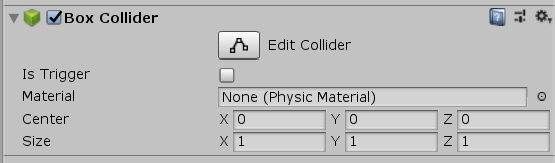 Box Collider
Edit Collider
Is Trigger
Material None (Physic Material)
Center X 0 Y 0 Z 0
Size X 1 Y 1 Z 1